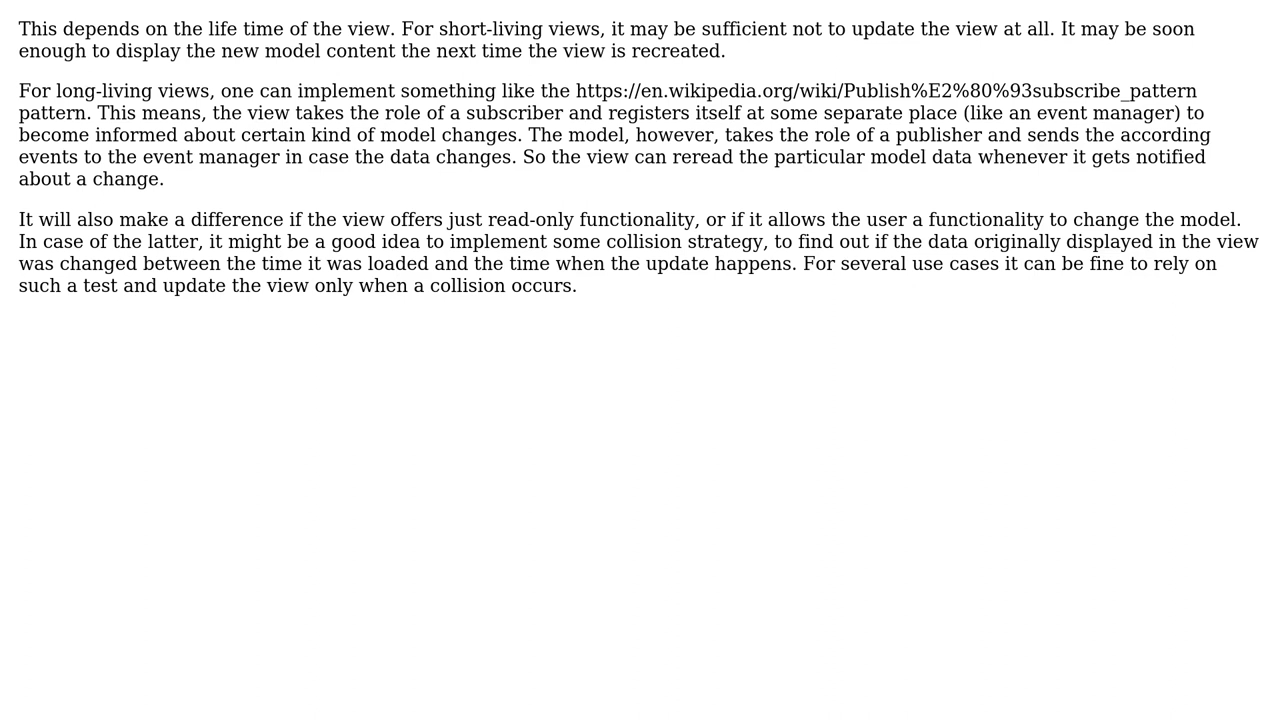 This depends on the life time of the view. For short-living views, it may be sufficient not to update the view at all. It may be soon
enough to display the new model content the next time the view is recreated.
For long-living views, one can implement something like the https://en.wikipedia.org/wiki/Publish%E2%80%93subscribe_pattern
pattern. This means, the view takes the role of a subscriber and registers itself at some separate place (like an event manager) to
become informed about certain kind of model changes. The model, however, takes the role of a publisher and sends the according
events to the event manager in case the data changes. So the view can reread the particular model data whenever it gets notified
about a change.
It will also make a difference if the view offers just read-only functionality, or if it allows the user a functionality to change the model.
In case of the latter, it might be a good idea to implement some collision strategy, to find out if the data originally displayed in the view
was changed between the time it was loaded and the time when the update happens. For several use cases it can be fine to rely on
such a test and update the view only when a collision occurs.